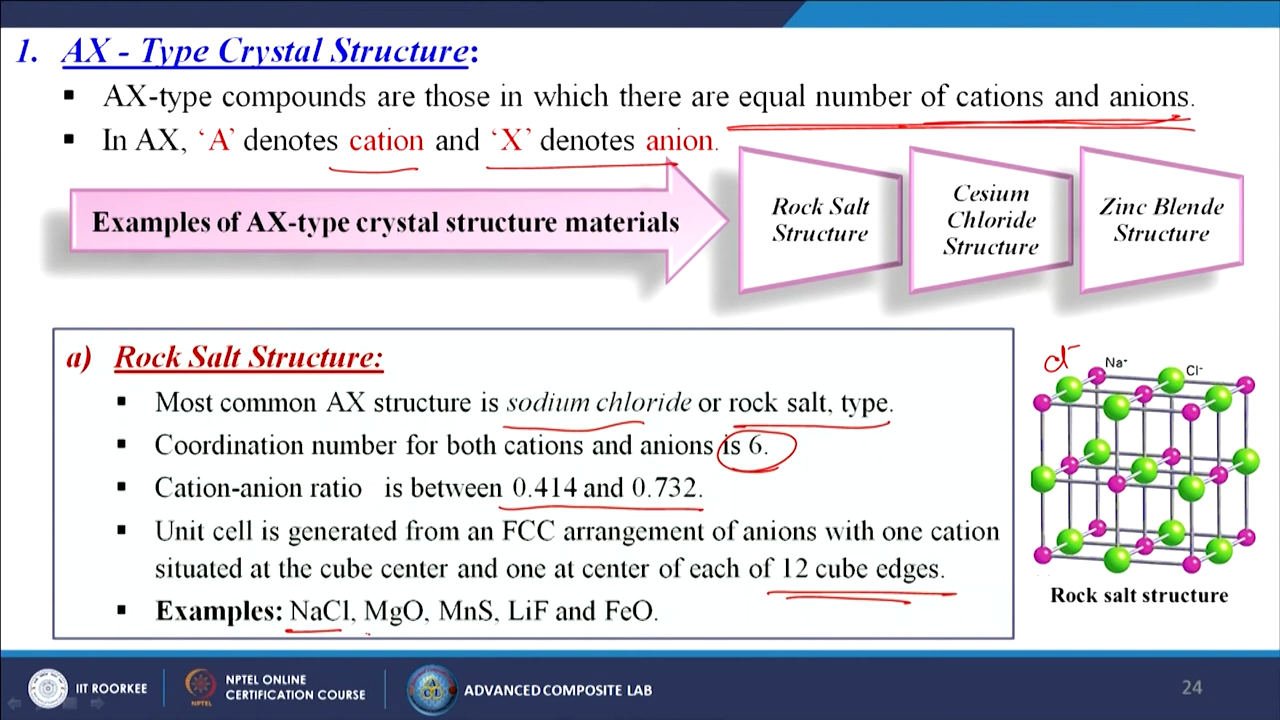 1. AX - Type Crystal Structure:
▪ AX-type compounds are those in which there are equal number of cations and anions.
▪ In AX, ‘A’ denotes cation and ‘X’ denotes anion.
Examples of AX-type crystal structure materials
Rock Salt
Structure
Cesium
Chloride
Structure
Zinc Blende
Structure
a) Rock Salt Structure:
▪ Most common AX structure is sodium chloride or rock salt, type.
▪ Coordination number for both cations and anions is 6.
▪ Cation-anion ratio is between 0.414 and 0.732.
▪ Unit cell is generated from an FCC arrangement of anions with one cation
situated at the cube center and one at center of each of 12 cube edges.
▪ Examples: NaCl, MgO, MnS, LiF and FeO.
Cl⁻
Na⁺
Cl⁻
Rock salt structure
IIT ROORKEE
NPTEL
NPTEL ONLINE
CERTIFICATION COURSE
ACL
ADVANCED COMPOSITE LAB
24